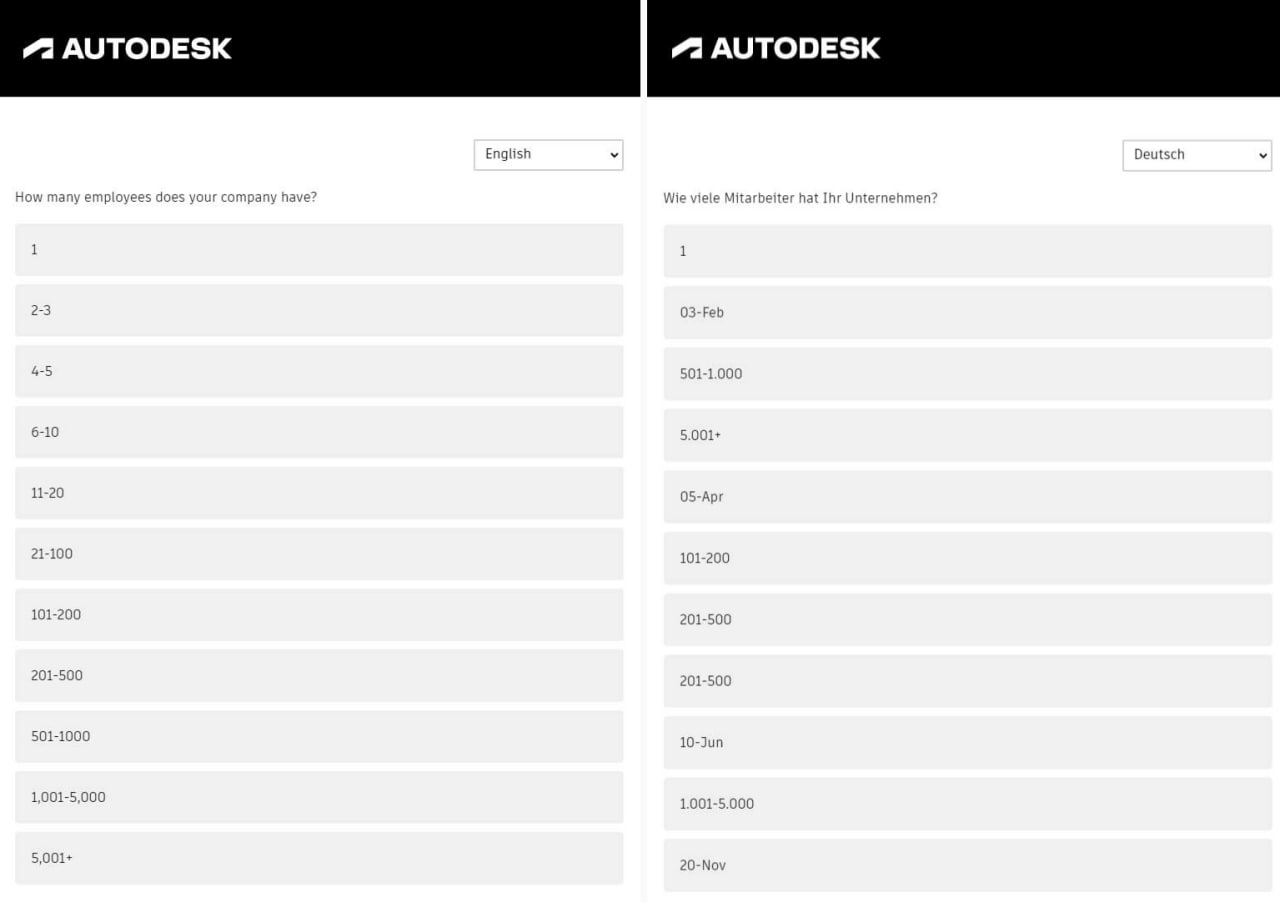 AUTODESK
English
How many employees does your company have?
1
2-3
4-5
6-10
11-20
21-100
101-200
201-500
501-1000
1,001-5,000
5,001+
AUTODESK
Deutsch
Wie viele Mitarbeiter hat Ihr Unternehmen?
1
03-Feb
501-1.000
5.001+
05-Apr
101-200
201-500
201-500
10-Jun
1.001-5.000
20-Nov